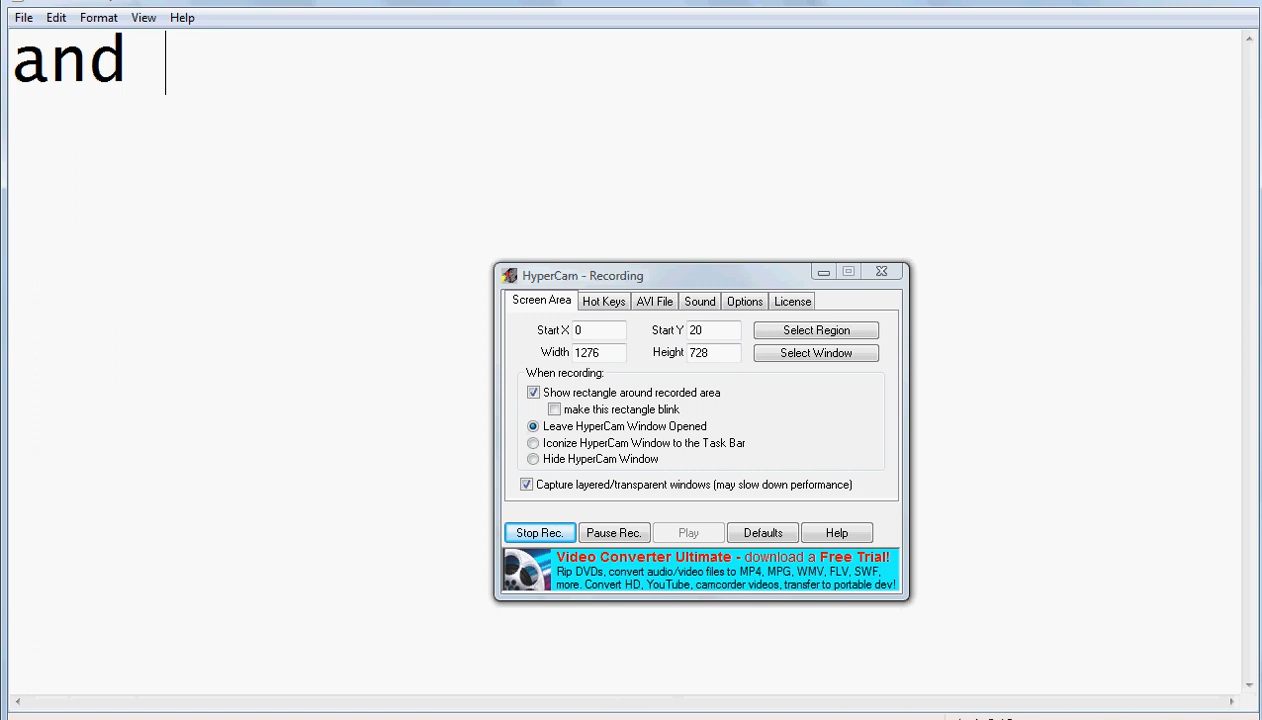 File Edit Format View Help
and
HyperCam - Recording
Screen Area Hot Keys AVI File Sound Options License
Start X 0 Start Y 20 Select Region
Width 1276 Height 728 Select Window
When recording:
Show rectangle around recorded area
make this rectangle blink
Leave HyperCam Window Opened
Iconize HyperCam Window to the Task Bar
Hide HyperCam Window
Capture layered/transparent windows (may slow down performance)
Stop Rec. Pause Rec. Play Defaults Help
Video Converter Ultimate - download a Free Trial!
Rip DVDs, convert audio/video files to MP4, MPG, WMV, FLV, SWF,
more. Convert HD, YouTube, camcorder videos, transfer to portable dev!